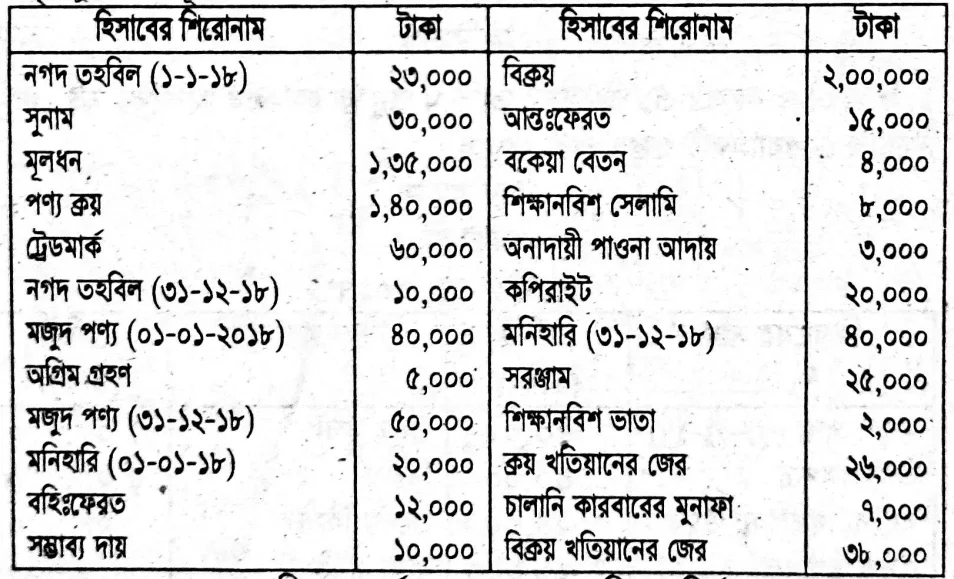 হিসাবের শিরোনাম টাকা হিসাবের শিরোনাম টাকা
নগদ তহবিল (১-১-১৮) ২৩,০০০ বিক্রয় ২,০০,০০০
সুনাম ৩০,০০০ আন্তঃফেরত ১৫,০০০
মূলধন ১,৩৫,০০০ বকেয়া বেতন ৪,০০০
পণ্য ক্রয় ১,৪০,০০০ শিক্ষানবিশ সেলামি ৮,০০০
ট্রেডমার্ক ৬০,০০০ অনাদায়ী পাওনা আদায় ৩,০০০
নগদ তহবিল (৩১-১২-১৮) ১০,০০০ কপিরাইট ২০,০০০
মজুদ পণ্য (০১-০১-২০১৮) ৪০,০০০ মনিহারি (৩১-১২-১৮) ৪০,০০০
অগ্রিম গ্রহণ ৫,০০০ সরঞ্জাম ২৫,০০০
মজুদ পণ্য (৩১-১২-১৮) ৫০,০০০ শিক্ষানবিশ ভাতা ২,০০০
মনিহারি (০১-০১-১৮) ২০,০০০ ক্রয় খতিয়ানের জের ২৬,০০০
বহিঃফেরত ১২,০০০ চালানি কারবারের মুনাফা ৭,০০০
সম্ভাব্য দায় ১০,০০০ বিক্রয় খতিয়ানের জের ৩৮,০০০